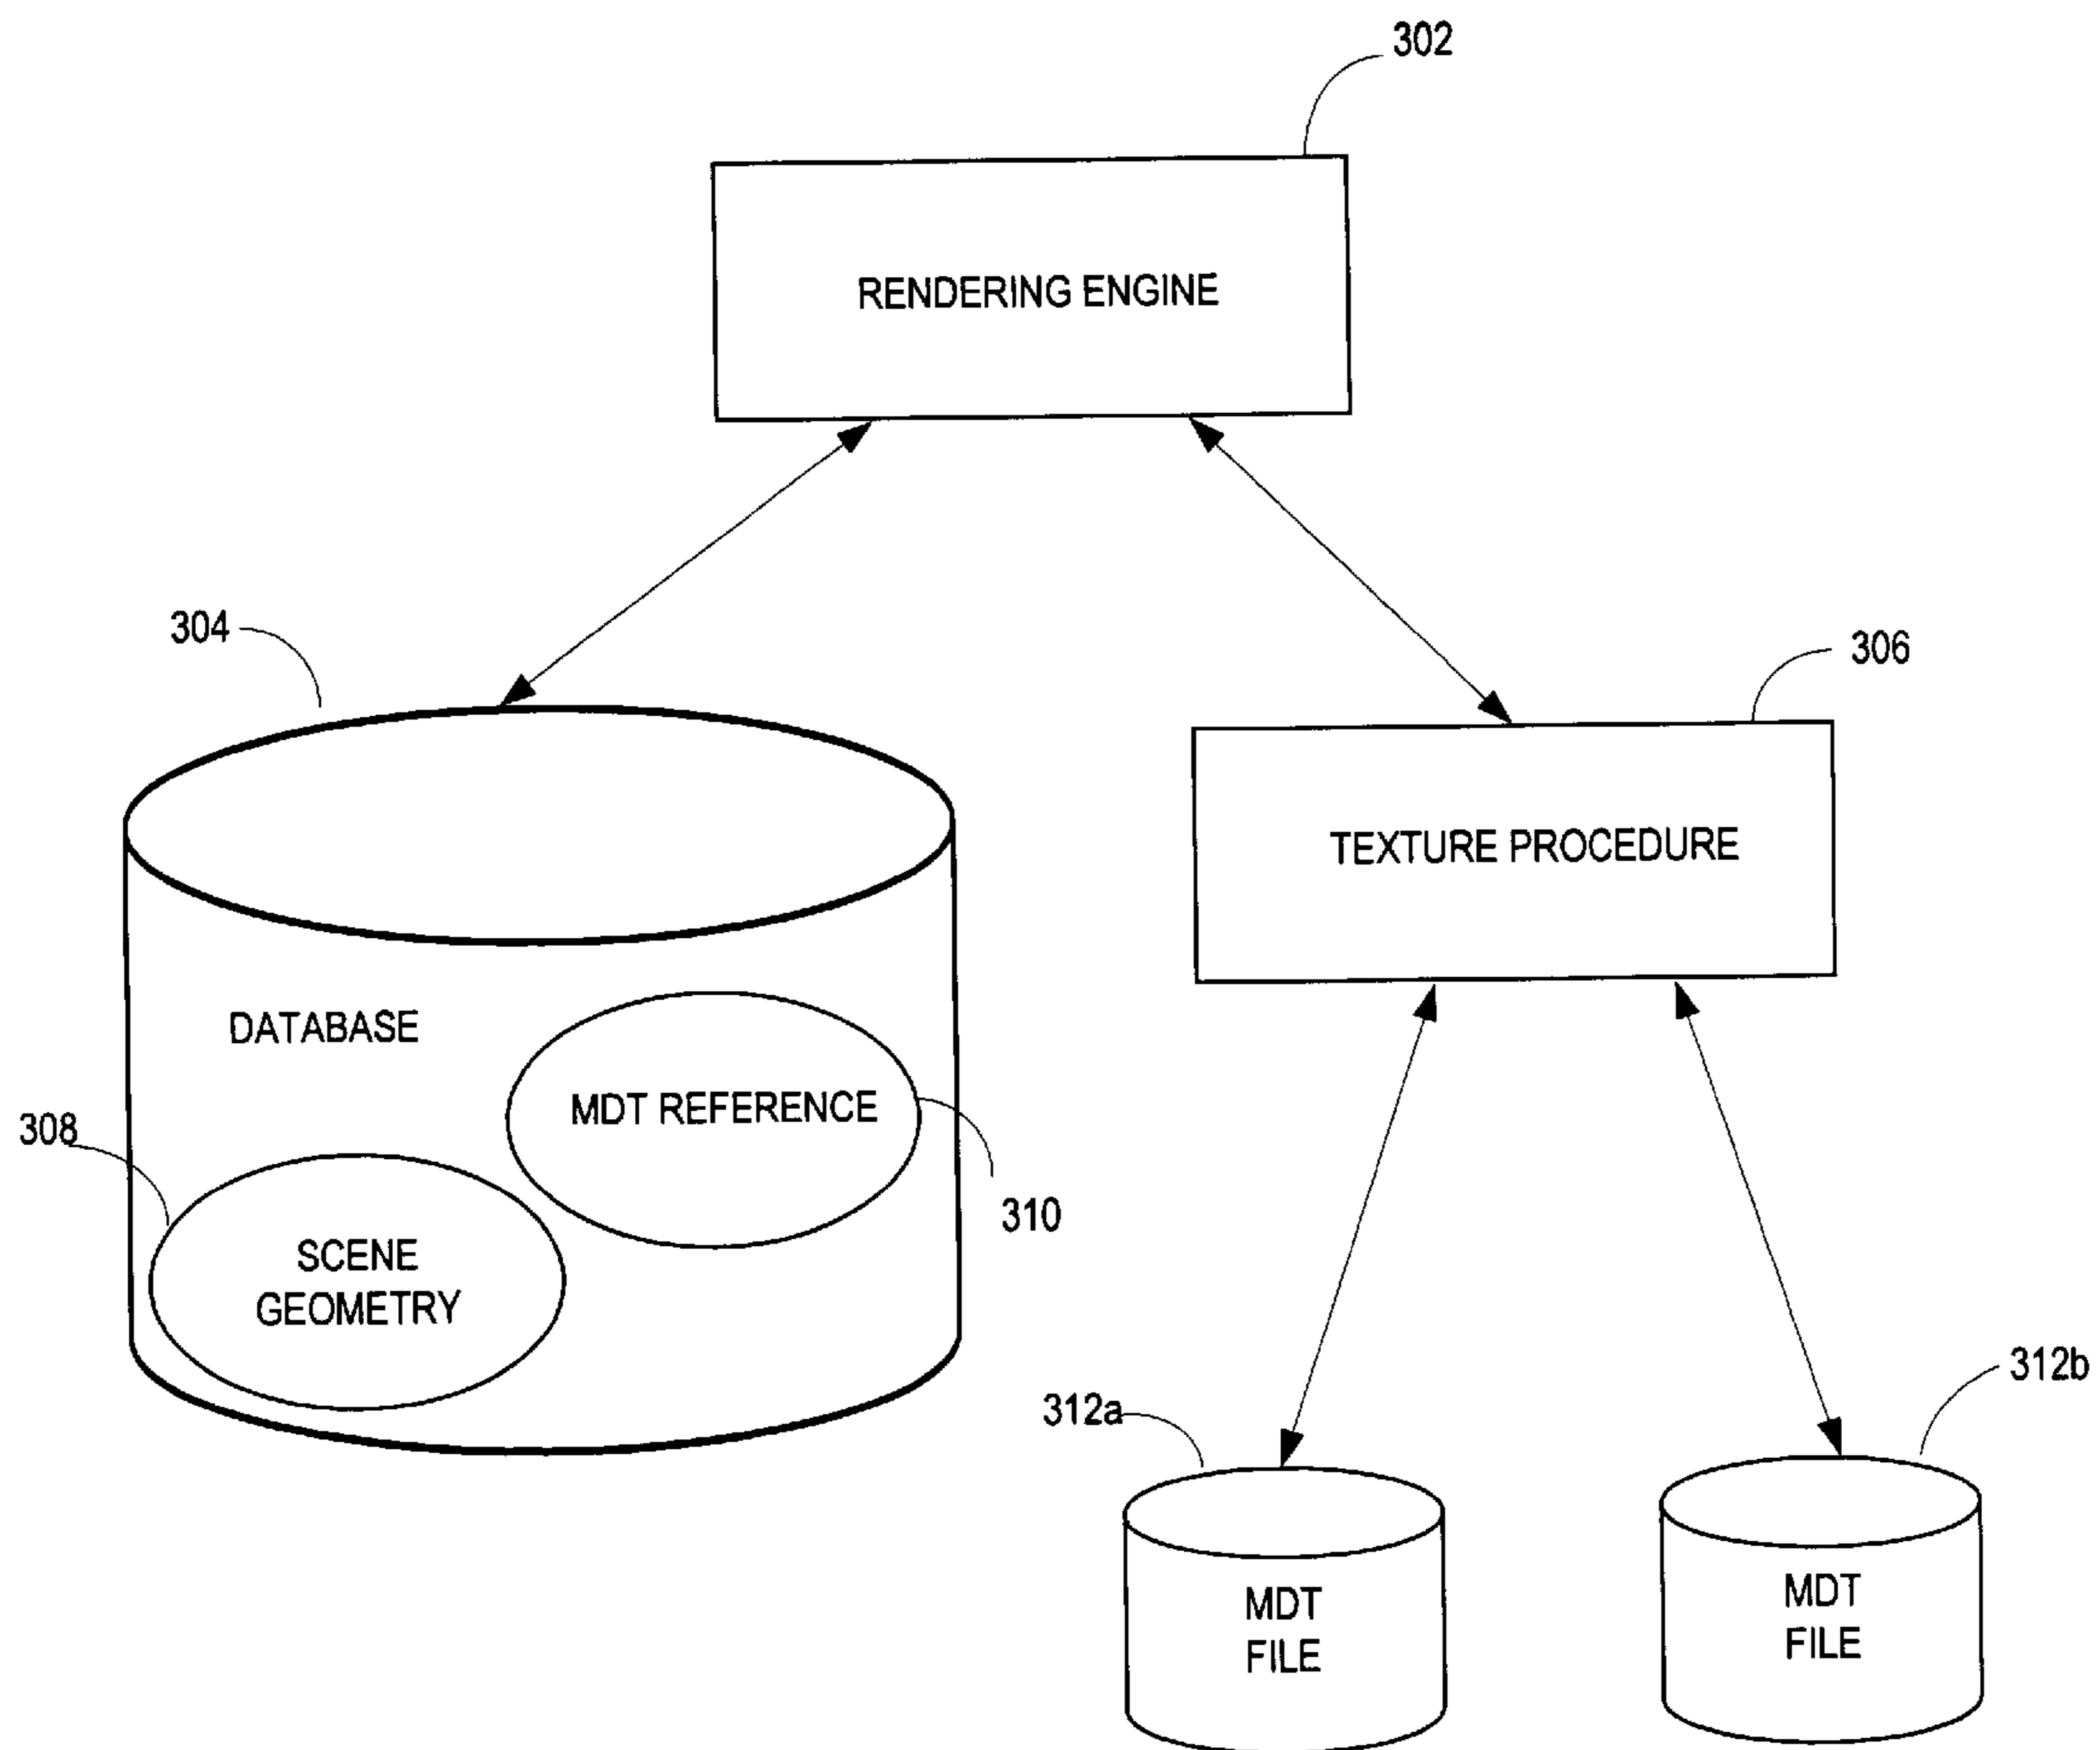 302
RENDERING ENGINE
304
306
TEXTURE PROCEDURE
DATABASE
MDT REFERENCE
308
310
SCENE
GEOMETRY
312a
312b
MDT
FILE
MDT
FILE